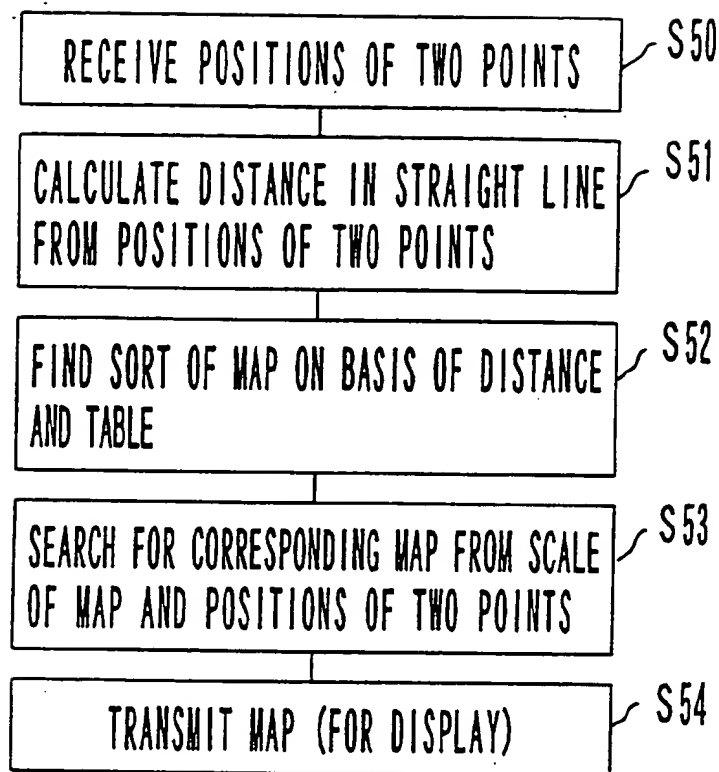 RECEIVE POSITIONS OF TWO POINTS
S50
CALCULATE DISTANCE IN STRAIGHT LINE
FROM POSITIONS OF TWO POINTS
S51
FIND SORT OF MAP ON BASIS OF DISTANCE
AND TABLE
S52
SEARCH FOR CORRESPONDING MAP FROM SCALE
OF MAP AND POSITIONS OF TWO POINTS
S53
TRANSMIT MAP (FOR DISPLAY)
S54